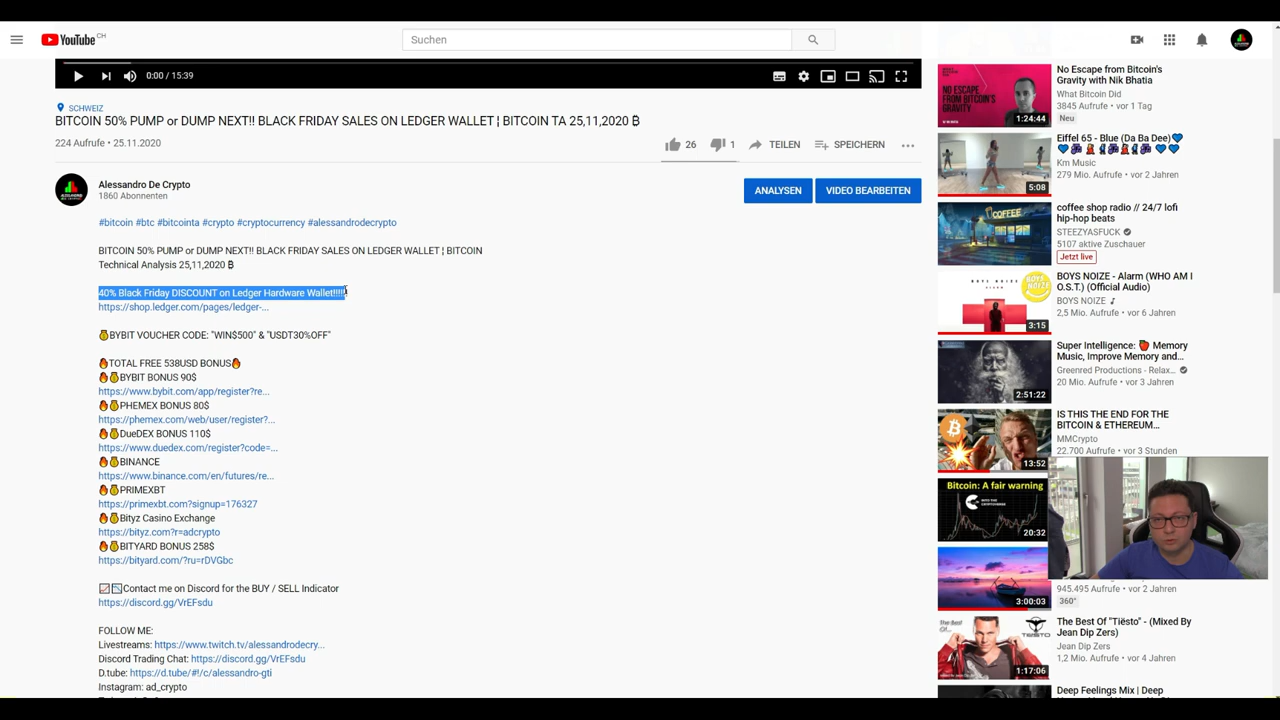 YouTube CH
Suchen
0:00 / 15:39
SCHWEIZ
BITCOIN 50% PUMP or DUMP NEXT!! BLACK FRIDAY SALES ON LEDGER WALLET ¦ BITCOIN TA 25,11,2020 ₿
224 Aufrufe • 25.11.2020
26
1
TEILEN
SPEICHERN
Alessandro De Crypto
1860 Abonnenten
ANALYSEN
VIDEO BEARBEITEN
#bitcoin #btc #bitcointa #crypto #cryptocurrency #alessandrodecrypto
BITCOIN 50% PUMP or DUMP NEXT!! BLACK FRIDAY SALES ON LEDGER WALLET ¦ BITCOIN
Technical Analysis 25,11,2020 ₿
40% Black Friday DISCOUNT on Ledger Hardware Wallet!!!!!
https://shop.ledger.com/pages/ledger-...
💰BYBIT VOUCHER CODE: "WIN$500" & "USDT30%OFF"
🔥TOTAL FREE 538USD BONUS🔥
🔥💰BYBIT BONUS 90$
https://www.bybit.com/app/register?re...
🔥💰PHEMEX BONUS 80$
https://phemex.com/web/user/register?...
🔥💰DueDEX BONUS 110$
https://www.duedex.com/register?code=...
🔥💰BINANCE
https://www.binance.com/en/futures/re...
🔥💰PRIMEXBT
https://primexbt.com?signup=176327
🔥💰Bityz Casino Exchange
https://bityz.com?r=adcrypto
🔥💰BITYARD BONUS 258$
https://bityard.com/?ru=rDVGbc
📈📉Contact me on Discord for the BUY / SELL Indicator
https://discord.gg/VrEFsdu
FOLLOW ME:
Livestreams: https://www.twitch.tv/alessandrodecry...
Discord Trading Chat: https://discord.gg/VrEFsdu
D.tube: https://d.tube/#!/c/alessandro-gti
Instagram: ad_crypto
NO ESCAPE FROM BITCOIN'S GRAVITY
1:24:44
No Escape from Bitcoin's
Gravity with Nik Bhatia
What Bitcoin Did
3845 Aufrufe • vor 1 Tag
Neu
5:08
Eiffel 65 - Blue (Da Ba Dee)💙
Km Music
279 Mio. Aufrufe • vor 2 Jahren
COFFEE
coffee shop radio // 24/7 lofi
hip-hop beats
STEEZYASFUCK
5107 aktive Zuschauer
Jetzt live
3:15
BOYS NOIZE - Alarm (WHO AM I
O.S.T.) (Official Audio)
BOYS NOIZE
2,5 Mio. Aufrufe • vor 6 Jahren
2:51:22
Super Intelligence: 🍎 Memory
Music, Improve Memory and...
Greenred Productions - Relax...
20 Mio. Aufrufe • vor 3 Jahren
13:52
IS THIS THE END FOR THE
BITCOIN & ETHEREUM...
MMCrypto
22.700 Aufrufe • vor 3 Stunden
Bitcoin: A fair warning
20:32
3:00:03
945.495 Aufrufe • vor 2 Jahren
360°
The Best Of...
TIËSTO
1:17:06
The Best Of "Tiësto" - (Mixed By
Jean Dip Zers)
Jean Dip Zers
1,2 Mio. Aufrufe • vor 4 Jahren
Deep Feelings Mix | Deep